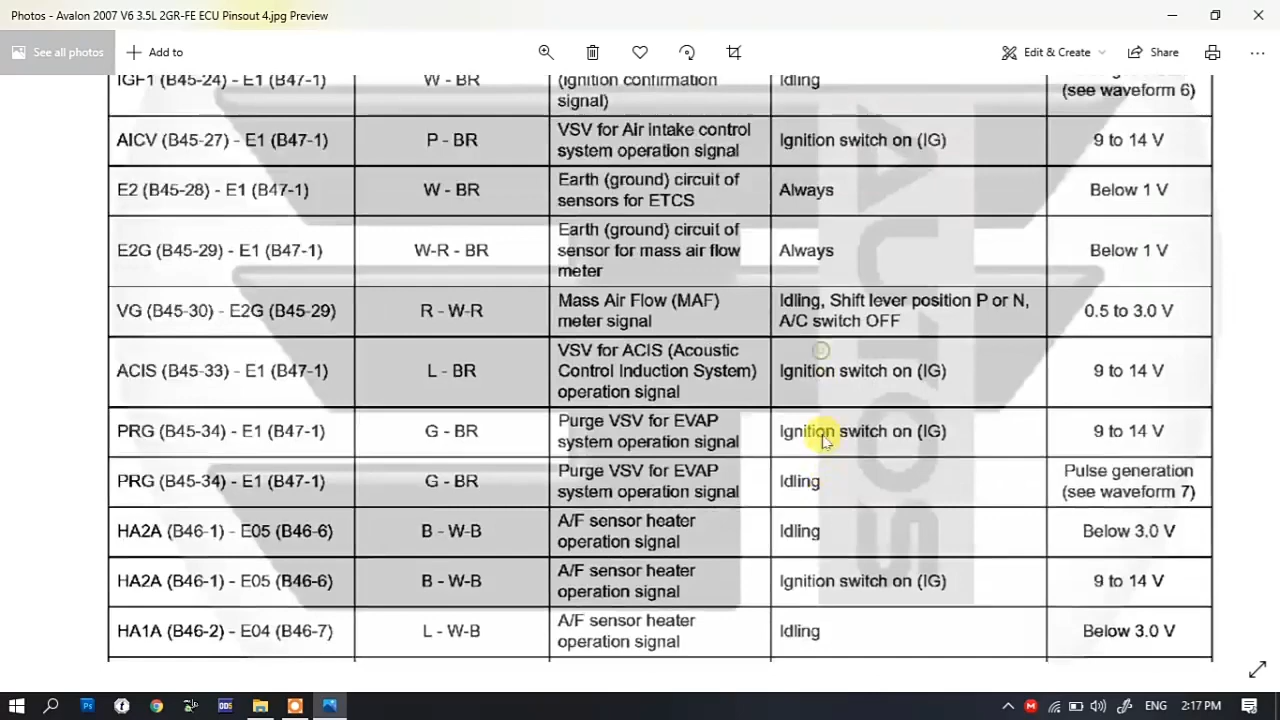 Photos - Avalon 2007 V6 3.5L 2GR-FE ECU Pinsout 4.jpg Preview
See all photos
Add to
Edit & Create
Share
IGF1 (B45-24) - E1 (B47-1)
W - BR
(ignition confirmation
signal)
Idling
(see waveform 6)
AICV (B45-27) - E1 (B47-1)
P - BR
VSV for Air intake control
system operation signal
Ignition switch on (IG)
9 to 14 V
E2 (B45-28) - E1 (B47-1)
W - BR
Earth (ground) circuit of
sensors for ETCS
Always
Below 1 V
E2G (B45-29) - E1 (B47-1)
W-R - BR
Earth (ground) circuit of
sensor for mass air flow
meter
Always
Below 1 V
VG (B45-30) - E2G (B45-29)
R - W-R
Mass Air Flow (MAF)
meter signal
Idling, Shift lever position P or N,
A/C switch OFF
0.5 to 3.0 V
ACIS (B45-33) - E1 (B47-1)
L - BR
VSV for ACIS (Acoustic
Control Induction System)
operation signal
Ignition switch on (IG)
9 to 14 V
PRG (B45-34) - E1 (B47-1)
G - BR
Purge VSV for EVAP
system operation signal
Ignition switch on (IG)
9 to 14 V
PRG (B45-34) - E1 (B47-1)
G - BR
Purge VSV for EVAP
system operation signal
Idling
Pulse generation
(see waveform 7)
HA2A (B46-1) - E05 (B46-6)
B - W-B
A/F sensor heater
operation signal
Idling
Below 3.0 V
HA2A (B46-1) - E05 (B46-6)
B - W-B
A/F sensor heater
operation signal
Ignition switch on (IG)
9 to 14 V
HA1A (B46-2) - E04 (B46-7)
L - W-B
A/F sensor heater
operation signal
Idling
Below 3.0 V
AUTOS
ENG
2:17 PM